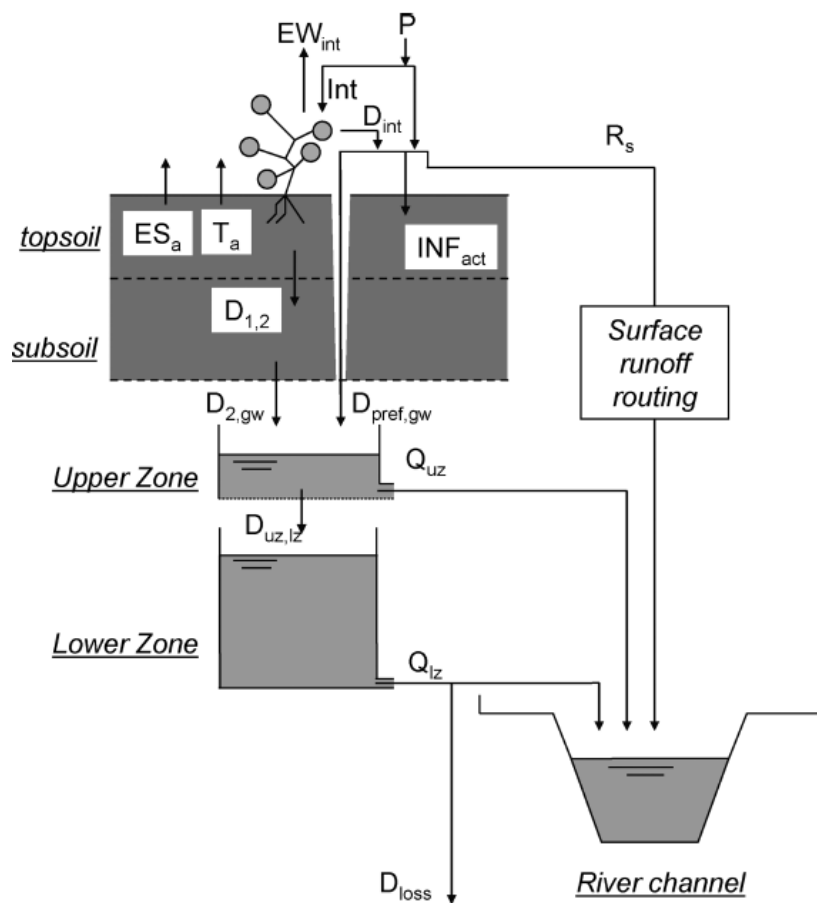 P
EW_int
Int
D_int
R_s
topsoil
ES_a
T_a
INF_act
D_1,2
subsoil
Surface
runoff
routing
D_2,gw
D_pref,gw
Upper Zone
Q_uz
D_uz,lz
Lower Zone
Q_lz
D_loss
River channel